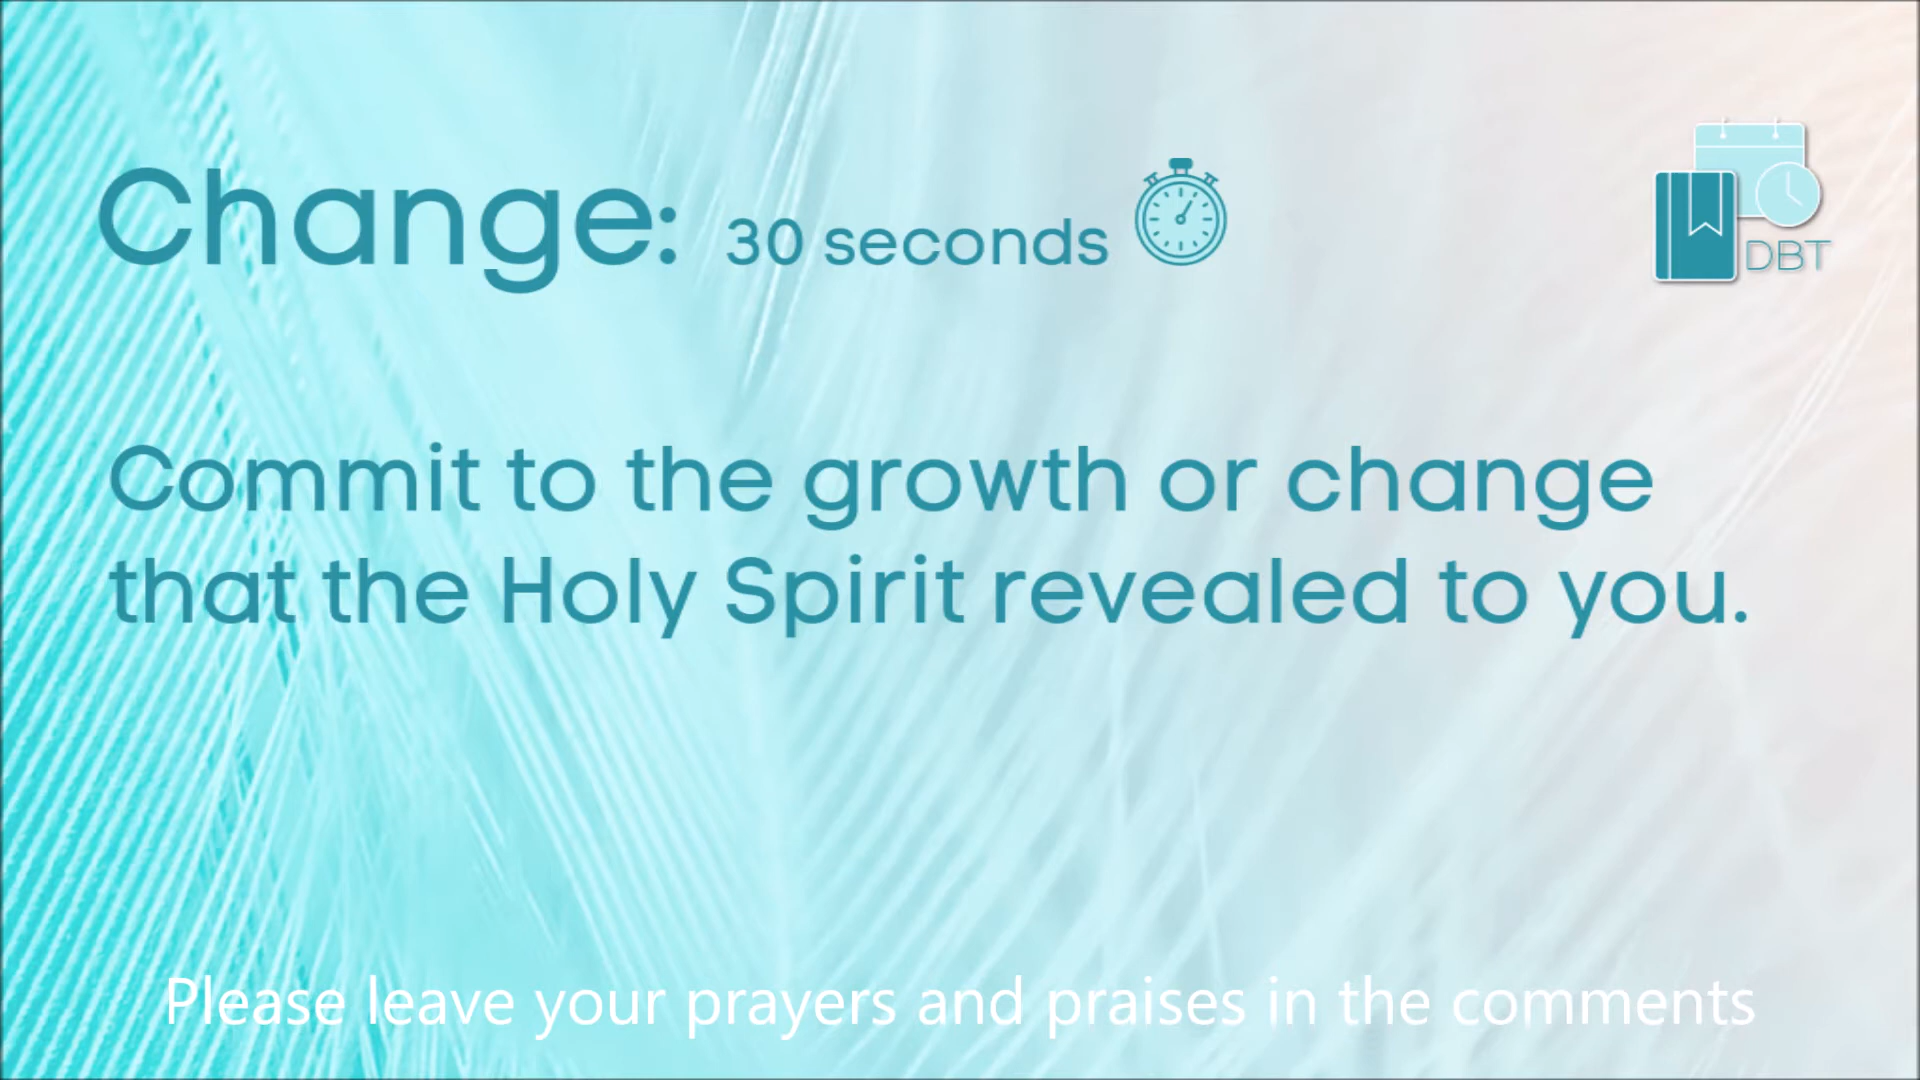 Change: 30 seconds
DBT
Commit to the growth or change
that the Holy Spirit revealed to you.
Please leave your prayers and praises in the comments